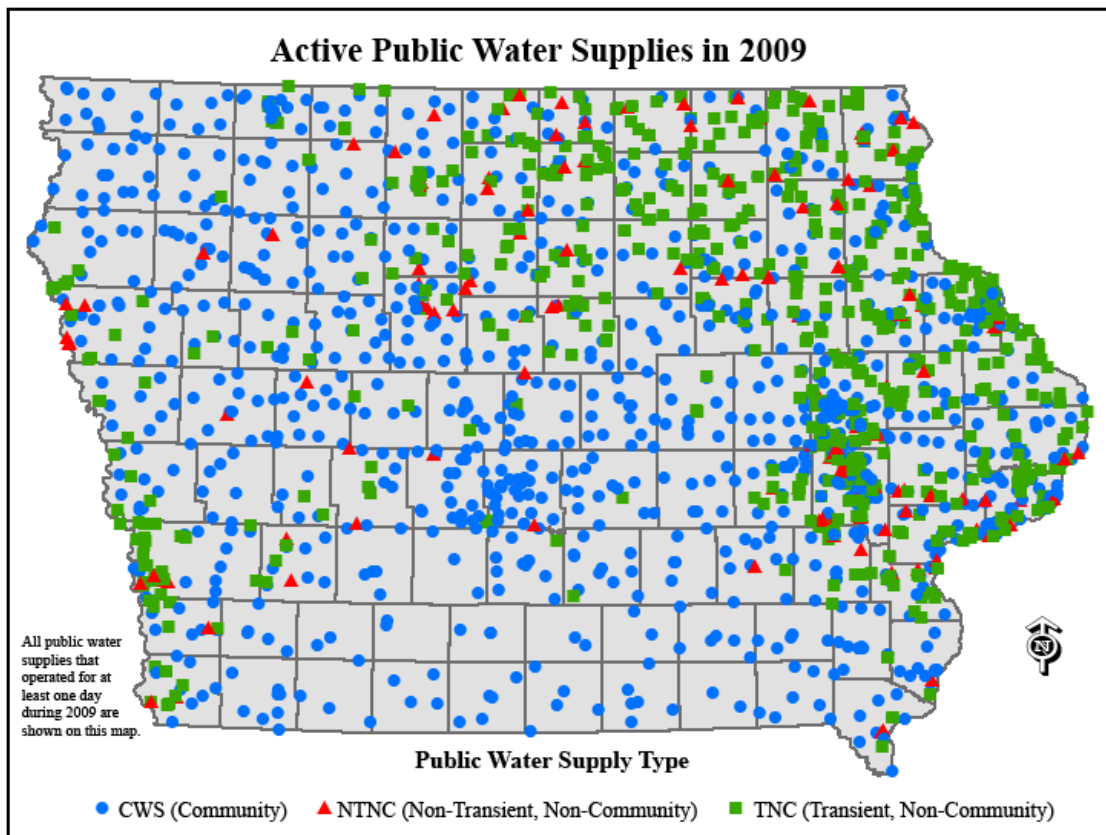 Active Public Water Supplies in 2009
All public water
supplies that
operated for at
least one day
during 2009 are
shown on this map.
N
Public Water Supply Type
CWS (Community)
NTNC (Non-Transient, Non-Community)
TNC (Transient, Non-Community)